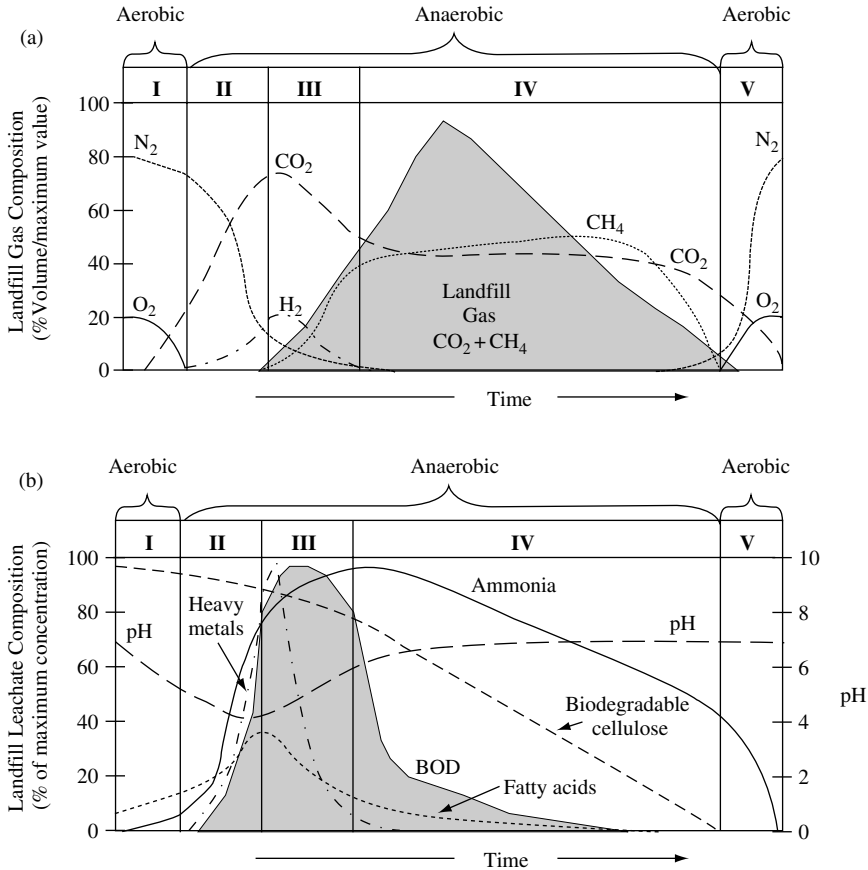 (a)
Aerobic Anaerobic Aerobic
I II III IV V
Landfill Gas Composition
(% Volume/maximum value)
100
80
60
40
20
0
N₂
O₂
CO₂
H₂
CH₄
CO₂
N₂
O₂
Landfill
Gas
CO₂ + CH₄
Time
(b)
Aerobic Anaerobic Aerobic
I II III IV V
Landfill Leachate Composition
(% of maximum concentration)
100
80
60
40
20
0
pH
Heavy
metals
Ammonia
pH
Biodegradable
cellulose
BOD
Fatty acids
10
8
6
4
2
0
pH
Time